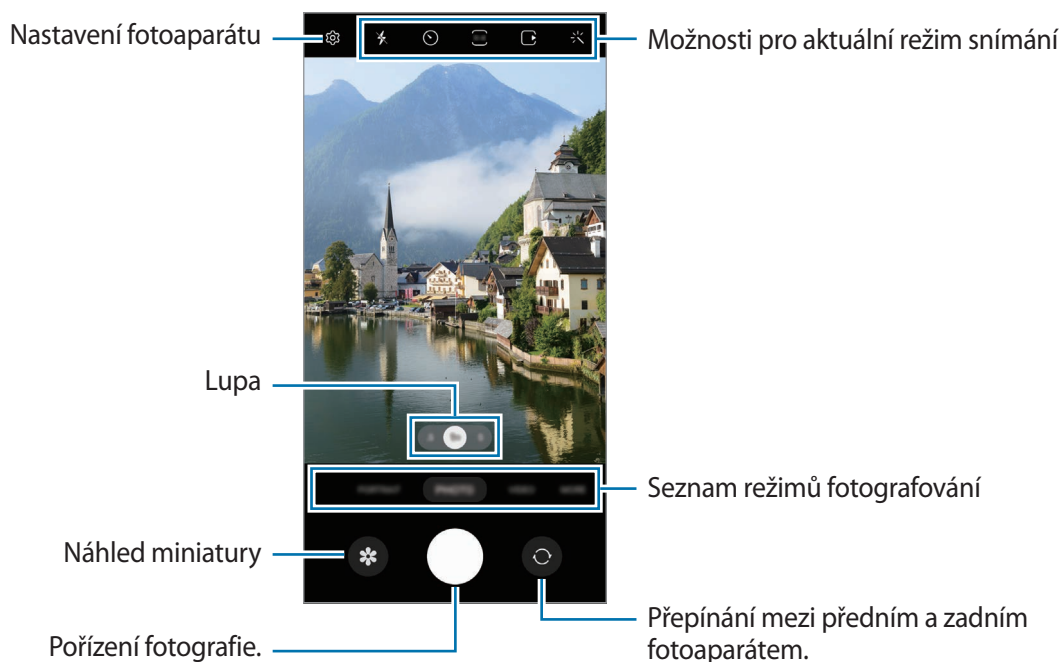 Nastavení fotoaparátu
Možnosti pro aktuální režim snímání
Lupa
PHOTO
Seznam režimů fotografování
Náhled miniatury
Přepínání mezi předním a zadním
fotoaparátem.
Pořízení fotografie.